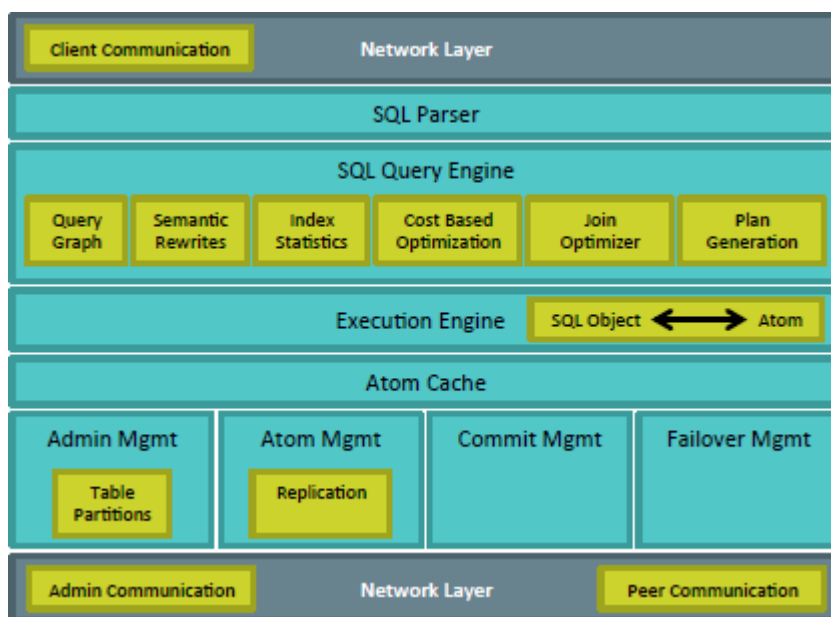 Client Communication
Network Layer
SQL Parser
SQL Query Engine
Query
Graph
Semantic
Rewrites
Index
Statistics
Cost Based
Optimization
Join
Optimizer
Plan
Generation
Execution Engine
SQL Object
Atom
Atom Cache
Admin Mgmt
Table
Partitions
Atom Mgmt
Replication
Commit Mgmt
Failover Mgmt
Admin Communication
Network Layer
Peer Communication